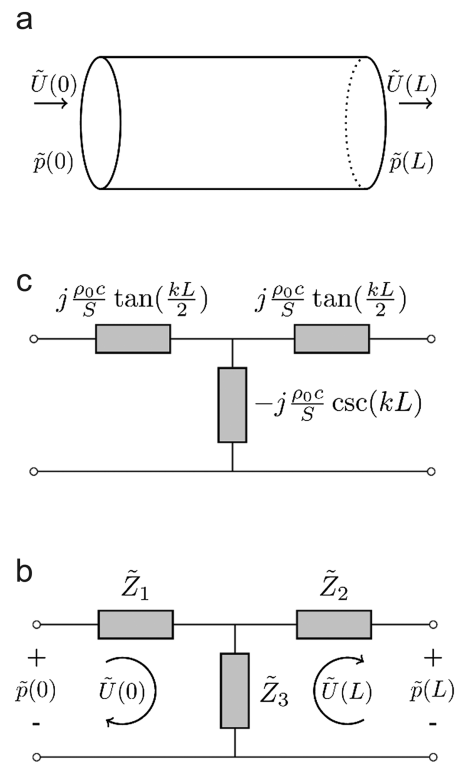 a
Ũ(0) Ũ(L)
p̃(0) p̃(L)
c
j ρ₀c/S tan(kL/2) j ρ₀c/S tan(kL/2)
−j ρ₀c/S csc(kL)
b
Z̃₁ Z̃₂
+ +
p̃(0) Ũ(0) Z̃₃ Ũ(L) p̃(L)
- -